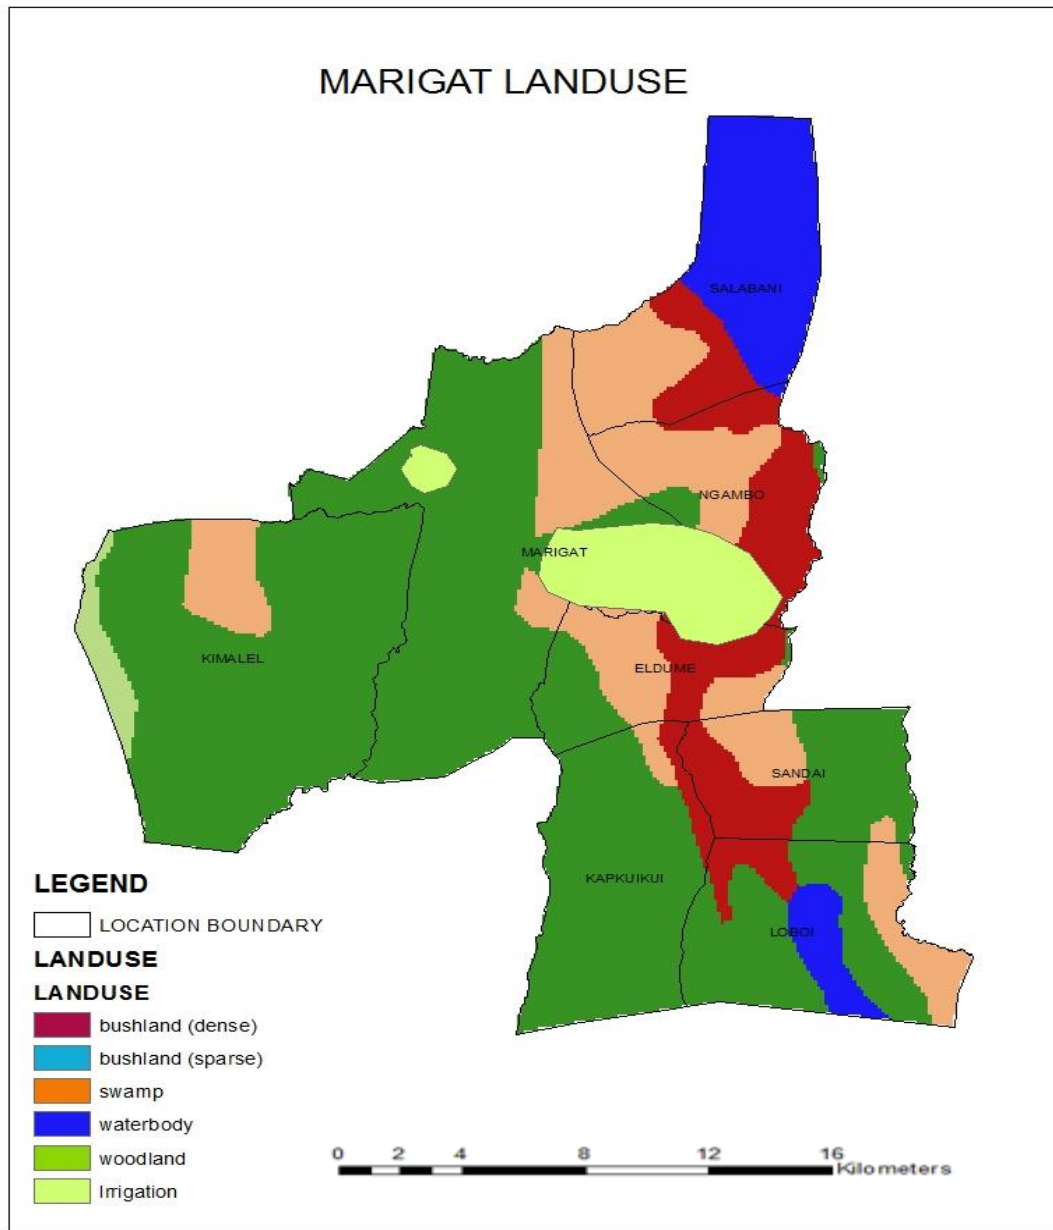 MARIGAT LANDUSE
SALABANI
NGAMBO
MARIGAT
KIMALEL
ELDUME
SANDAI
KAPKUIKUI
LOBOI
LEGEND
LOCATION BOUNDARY
LANDUSE
LANDUSE
bushland (dense)
bushland (sparse)
swamp
waterbody
woodland
Irrigation
0 2 4 8 12 16
Kilometers